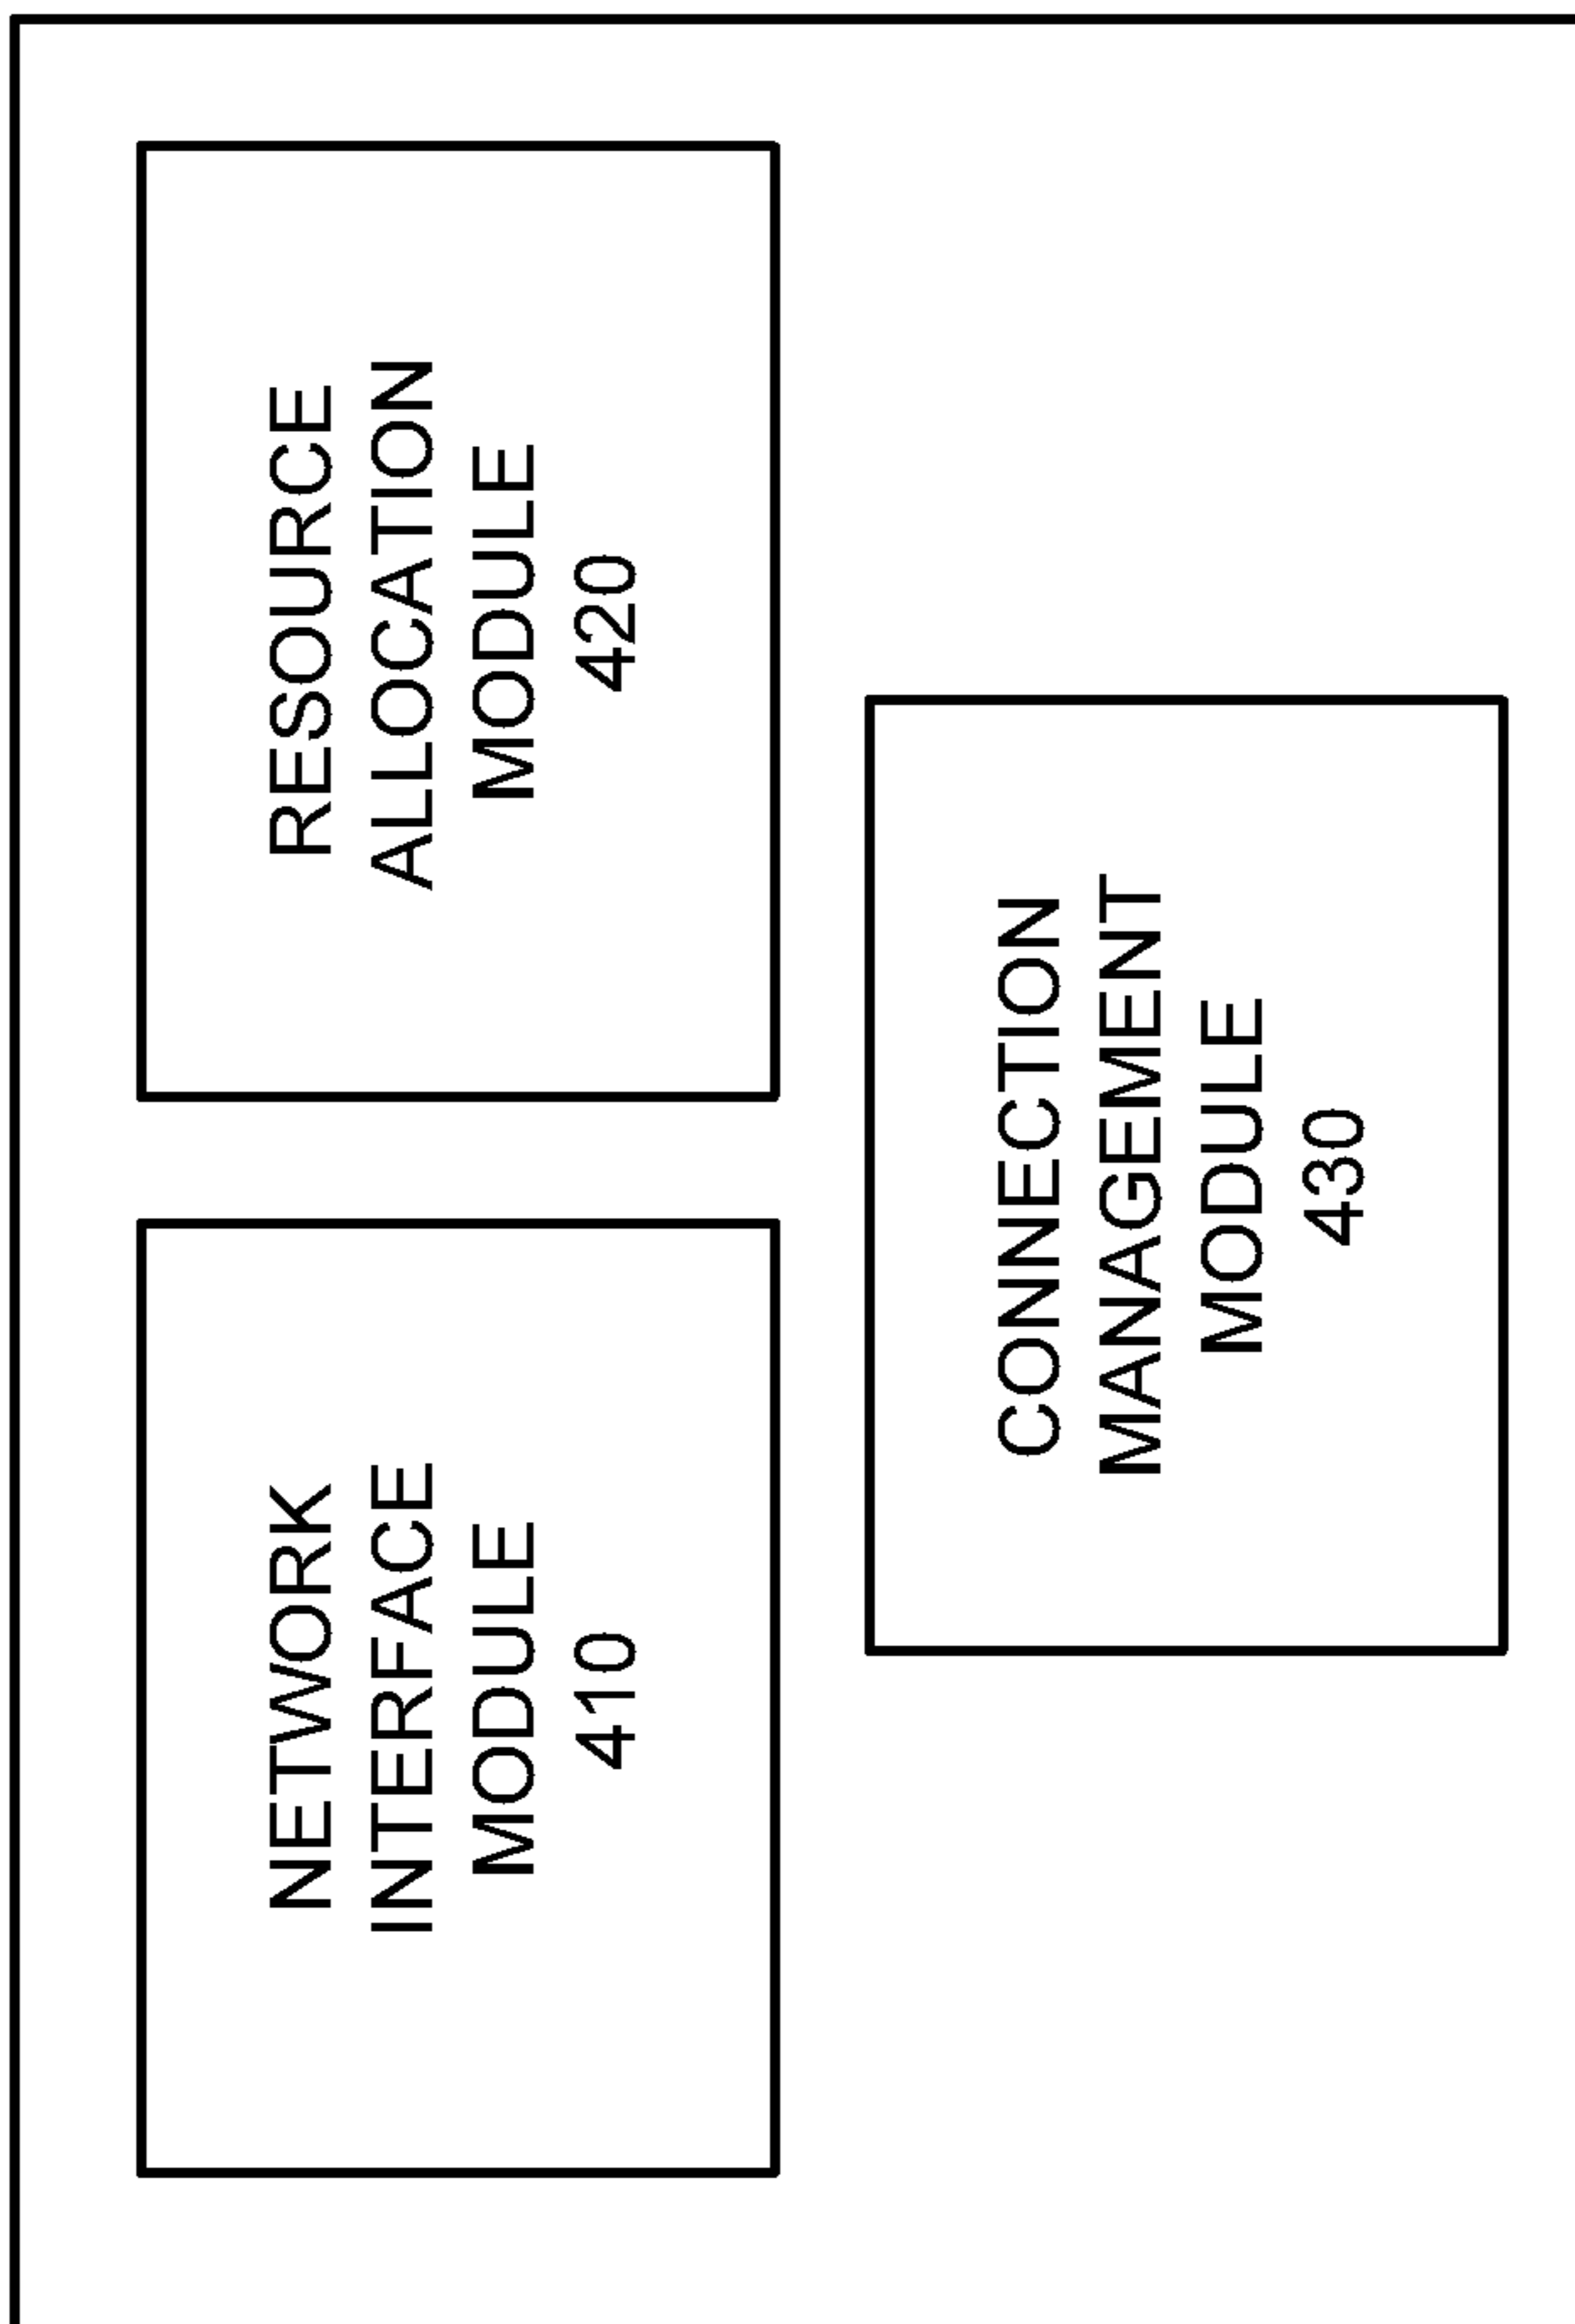 NETWORK
INTERFACE
MODULE
410
RESOURCE
ALLOCATION
MODULE
420
CONNECTION
MANAGEMENT
MODULE
430